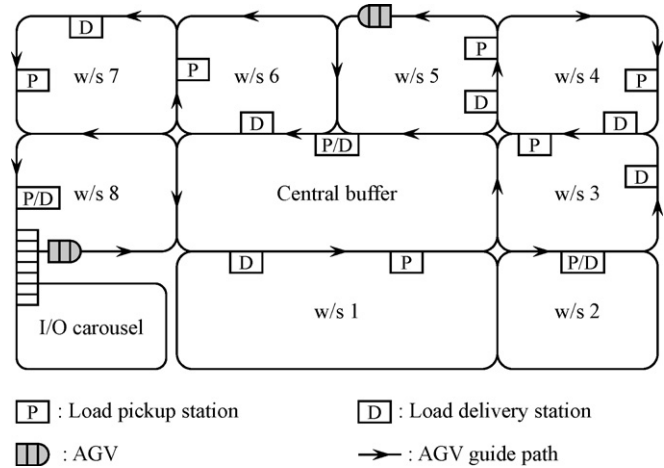 D
P
w/s 7
P
w/s 6
D
w/s 5
P
D
w/s 4
P
D
P
P/D
P/D
w/s 8
Central buffer
w/s 3
D
D
P
P/D
I/O carousel
w/s 1
w/s 2
P : Load pickup station
D : Load delivery station
: AGV
: AGV guide path